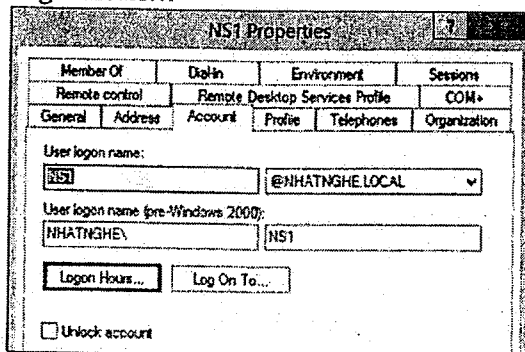 NS1 Properties
?
Member Of Dial-in Environment Sessions
Remote control Remote Desktop Services Profile COM+
General Address Account Profile Telephones Organization
User logon name:
NS1 @NHATNGHE.LOCAL
User logon name (pre-Windows 2000):
NHATNGHE\ NS1
Logon Hours... Log On To...
Unlock account